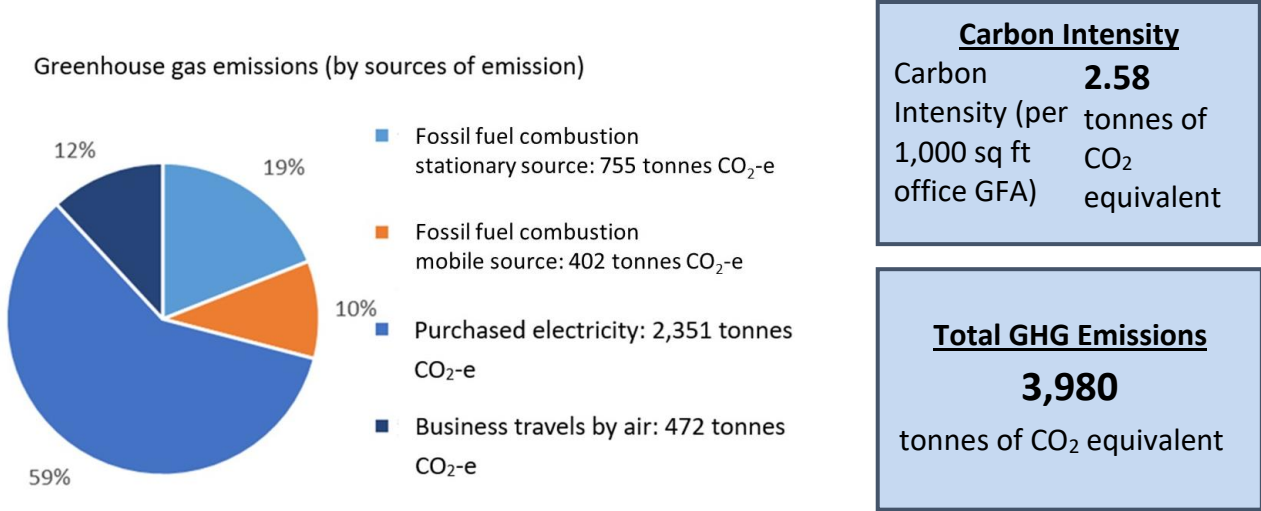 Greenhouse gas emissions (by sources of emission)
12%
19%
10%
59%
Fossil fuel combustion
stationary source: 755 tonnes CO₂-e
Fossil fuel combustion
mobile source: 402 tonnes CO₂-e
Purchased electricity: 2,351 tonnes
CO₂-e
Business travels by air: 472 tonnes
CO₂-e
Carbon Intensity
Carbon
Intensity (per
1,000 sq ft
office GFA)
2.58
tonnes of
CO₂
equivalent
Total GHG Emissions
3,980
tonnes of CO₂ equivalent